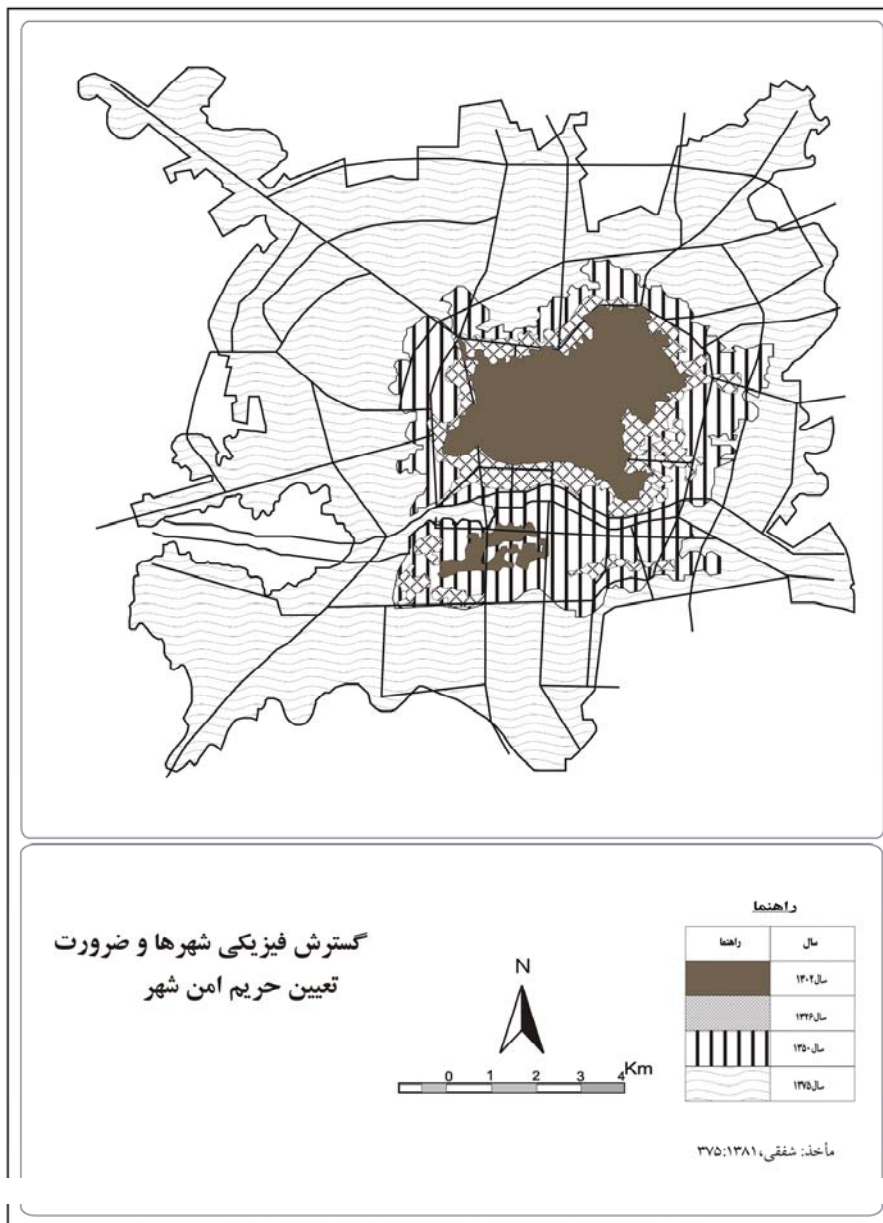 گسترش فیزیکی شهرها و ضرورت
تعیین حریم امن شهر
N
0 1 2 3 4 Km
راهنما
سال راهنما
سال۱۳۰۲
سال۱۳۲۶
سال۱۳۵۰
سال۱۳۷۵
مأخذ: شفقی،۳۷۵:۱۳۸۱